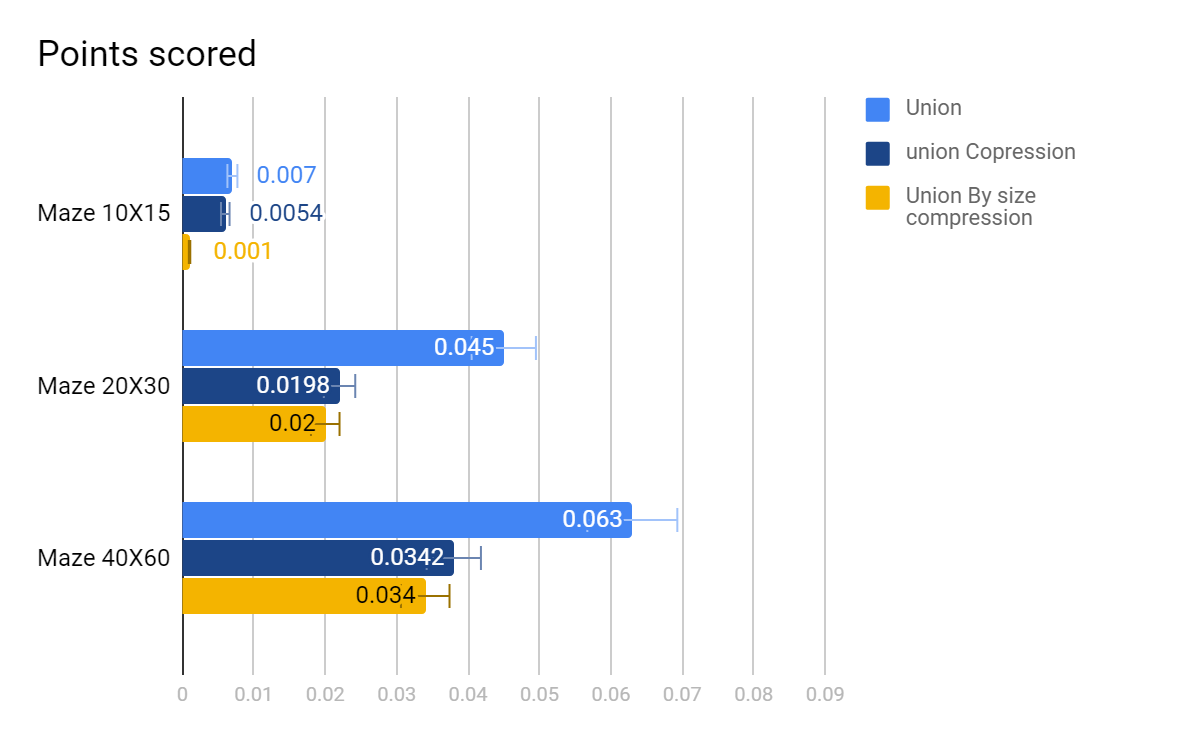 Points scored
Union
union Copression
Union By size
compression
Maze 10X15
0.007
0.0054
0.001
Maze 20X30
0.045
0.0198
0.02
Maze 40X60
0.063
0.0342
0.034
0
0.01
0.02
0.03
0.04
0.05
0.06
0.07
0.08
0.09